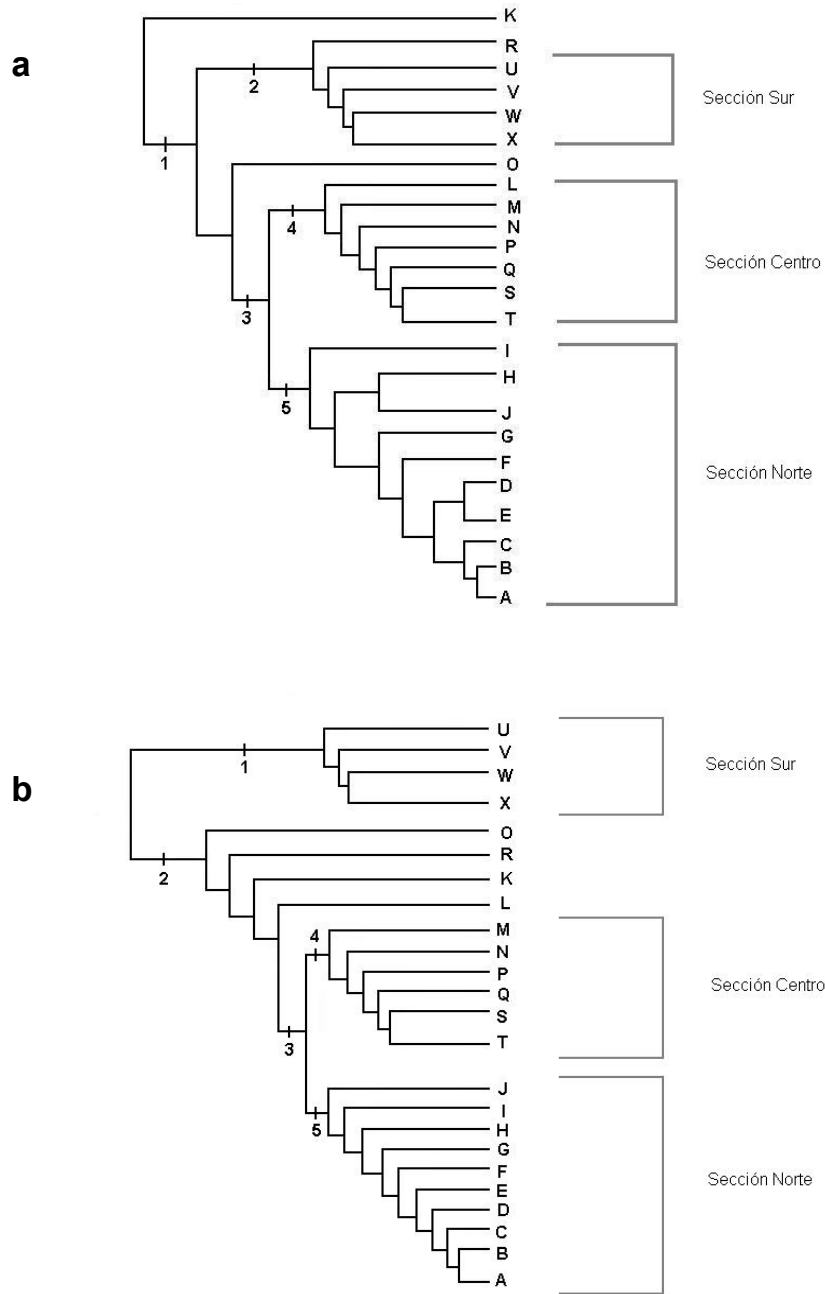 a
K
R
U
V
W
X
Sección Sur
2
1
O
L
M
N
P
Q
S
T
Sección Centro
4
3
I
H
J
G
F
D
E
C
B
A
Sección Norte
5
b
U
V
W
X
Sección Sur
1
O
R
K
L
2
M
N
P
Q
S
T
Sección Centro
4
3
J
I
H
G
F
E
D
C
B
A
Sección Norte
5